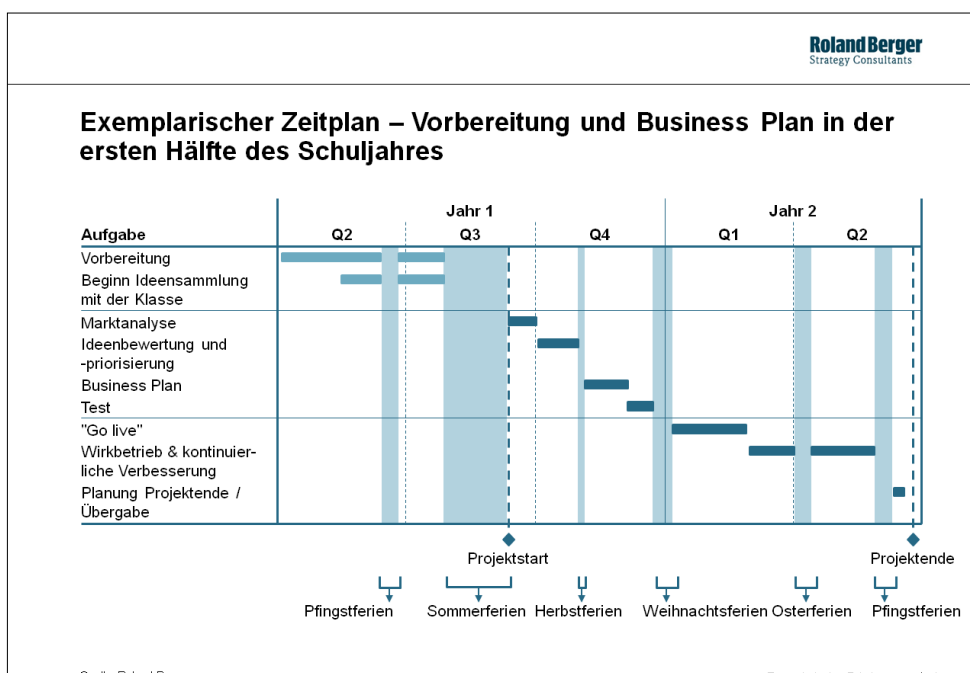 Roland Berger
Strategy Consultants
Exemplarischer Zeitplan – Vorbereitung und Business Plan in der
ersten Hälfte des Schuljahres
Jahr 1
Jahr 2
Aufgabe
Q2
Q3
Q4
Q1
Q2
Vorbereitung
Beginn Ideensammlung
mit der Klasse
Marktanalyse
Ideenbewertung und
-priorisierung
Business Plan
Test
"Go live"
Wirkbetrieb & kontinuier-
liche Verbesserung
Planung Projektende /
Übergabe
Projektstart
Projektende
Pfingstferien
Sommerferien
Herbstferien
Weihnachtsferien
Osterferien
Pfingstferien